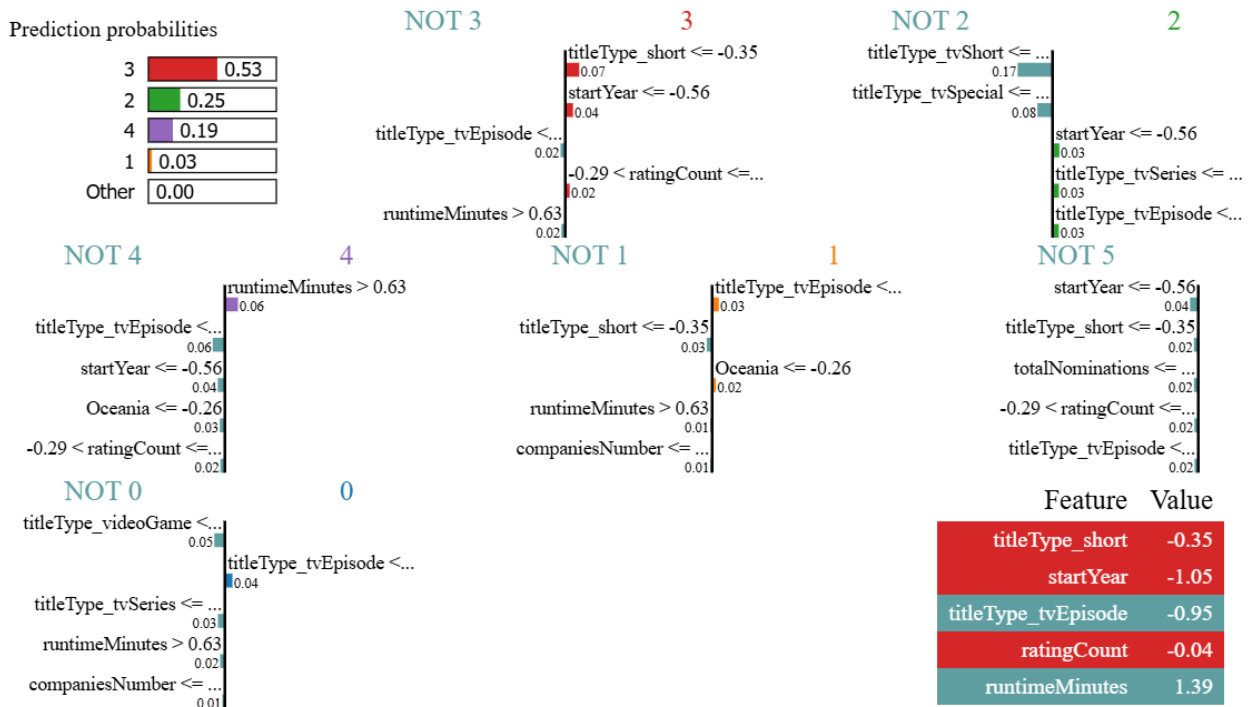 Prediction probabilities
3 0.53
2 0.25
4 0.19
1 0.03
Other 0.00
NOT 3 3
titleType_short <= -0.35
0.07
startYear <= -0.56
0.04
titleType_tvEpisode <...
0.02
-0.29 < ratingCount <=...
0.02
runtimeMinutes > 0.63
0.02
NOT 2 2
titleType_tvShort <= ...
0.17
titleType_tvSpecial <= ...
0.08
startYear <= -0.56
0.03
titleType_tvSeries <= ...
0.03
titleType_tvEpisode <...
0.03
NOT 4 4
runtimeMinutes > 0.63
0.06
titleType_tvEpisode <...
0.06
startYear <= -0.56
0.04
Oceania <= -0.26
0.03
-0.29 < ratingCount <=...
0.02
NOT 1 1
titleType_tvEpisode <...
0.03
titleType_short <= -0.35
0.03
Oceania <= -0.26
0.02
runtimeMinutes > 0.63
0.01
companiesNumber <= ...
0.01
NOT 5
startYear <= -0.56
0.04
titleType_short <= -0.35
0.02
totalNominations <= ...
0.02
-0.29 < ratingCount <=...
0.02
titleType_tvEpisode <...
0.02
NOT 0 0
titleType_videoGame <...
0.05
titleType_tvEpisode <...
0.04
titleType_tvSeries <= ...
0.03
runtimeMinutes > 0.63
0.02
companiesNumber <= ...
0.01
Feature Value
titleType_short -0.35
startYear -1.05
titleType_tvEpisode -0.95
ratingCount -0.04
runtimeMinutes 1.39